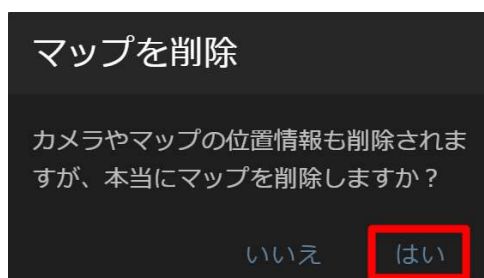 マップを削除
カメラやマップの位置情報も削除されま
すが、本当にマップを削除しますか？
いいえ はい